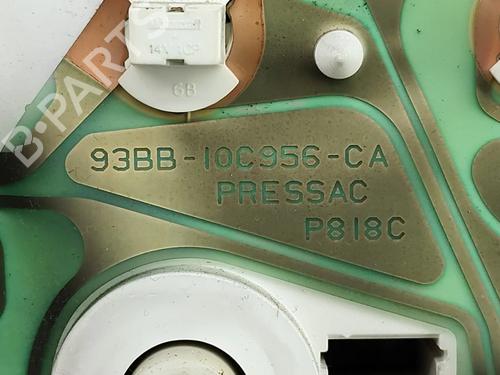 14V 1CP
6B
93BB-10C956-CA
PRESSAC
P818C
B-PARTS